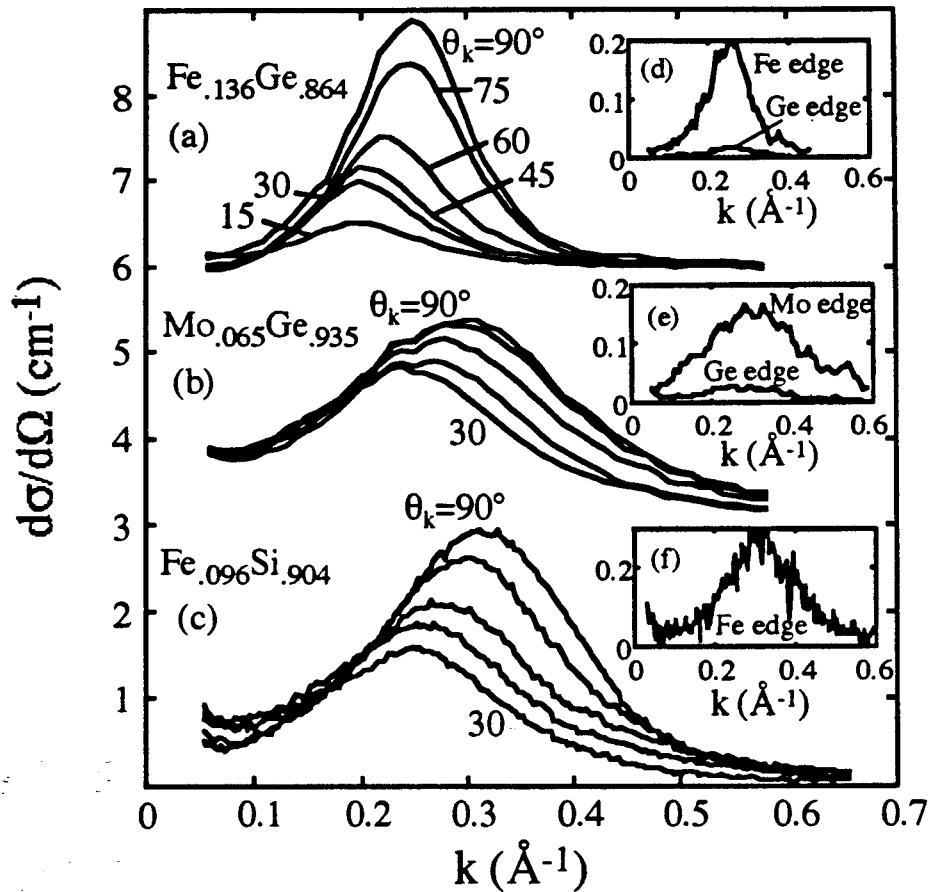 dσ/dΩ (cm⁻¹)
8
7
6
5
4
3
2
1
Fe.136Ge.864
(a)
θk=90°
75
60
45
30
15
Mo.065Ge.935
(b)
θk=90°
30
Fe.096Si.904
(c)
θk=90°
30
(d)
Fe edge
Ge edge
0.2
0.1
0
0 0.2 0.4 0.6
k (Å⁻¹)
(e)
Mo edge
Ge edge
0.2
0.1
0
0 0.2 0.4 0.6
k (Å⁻¹)
(f)
Fe edge
0.2
0
0 0.2 0.4 0.6
k (Å⁻¹)
0 0.1 0.2 0.3 0.4 0.5 0.6 0.7
k (Å⁻¹)